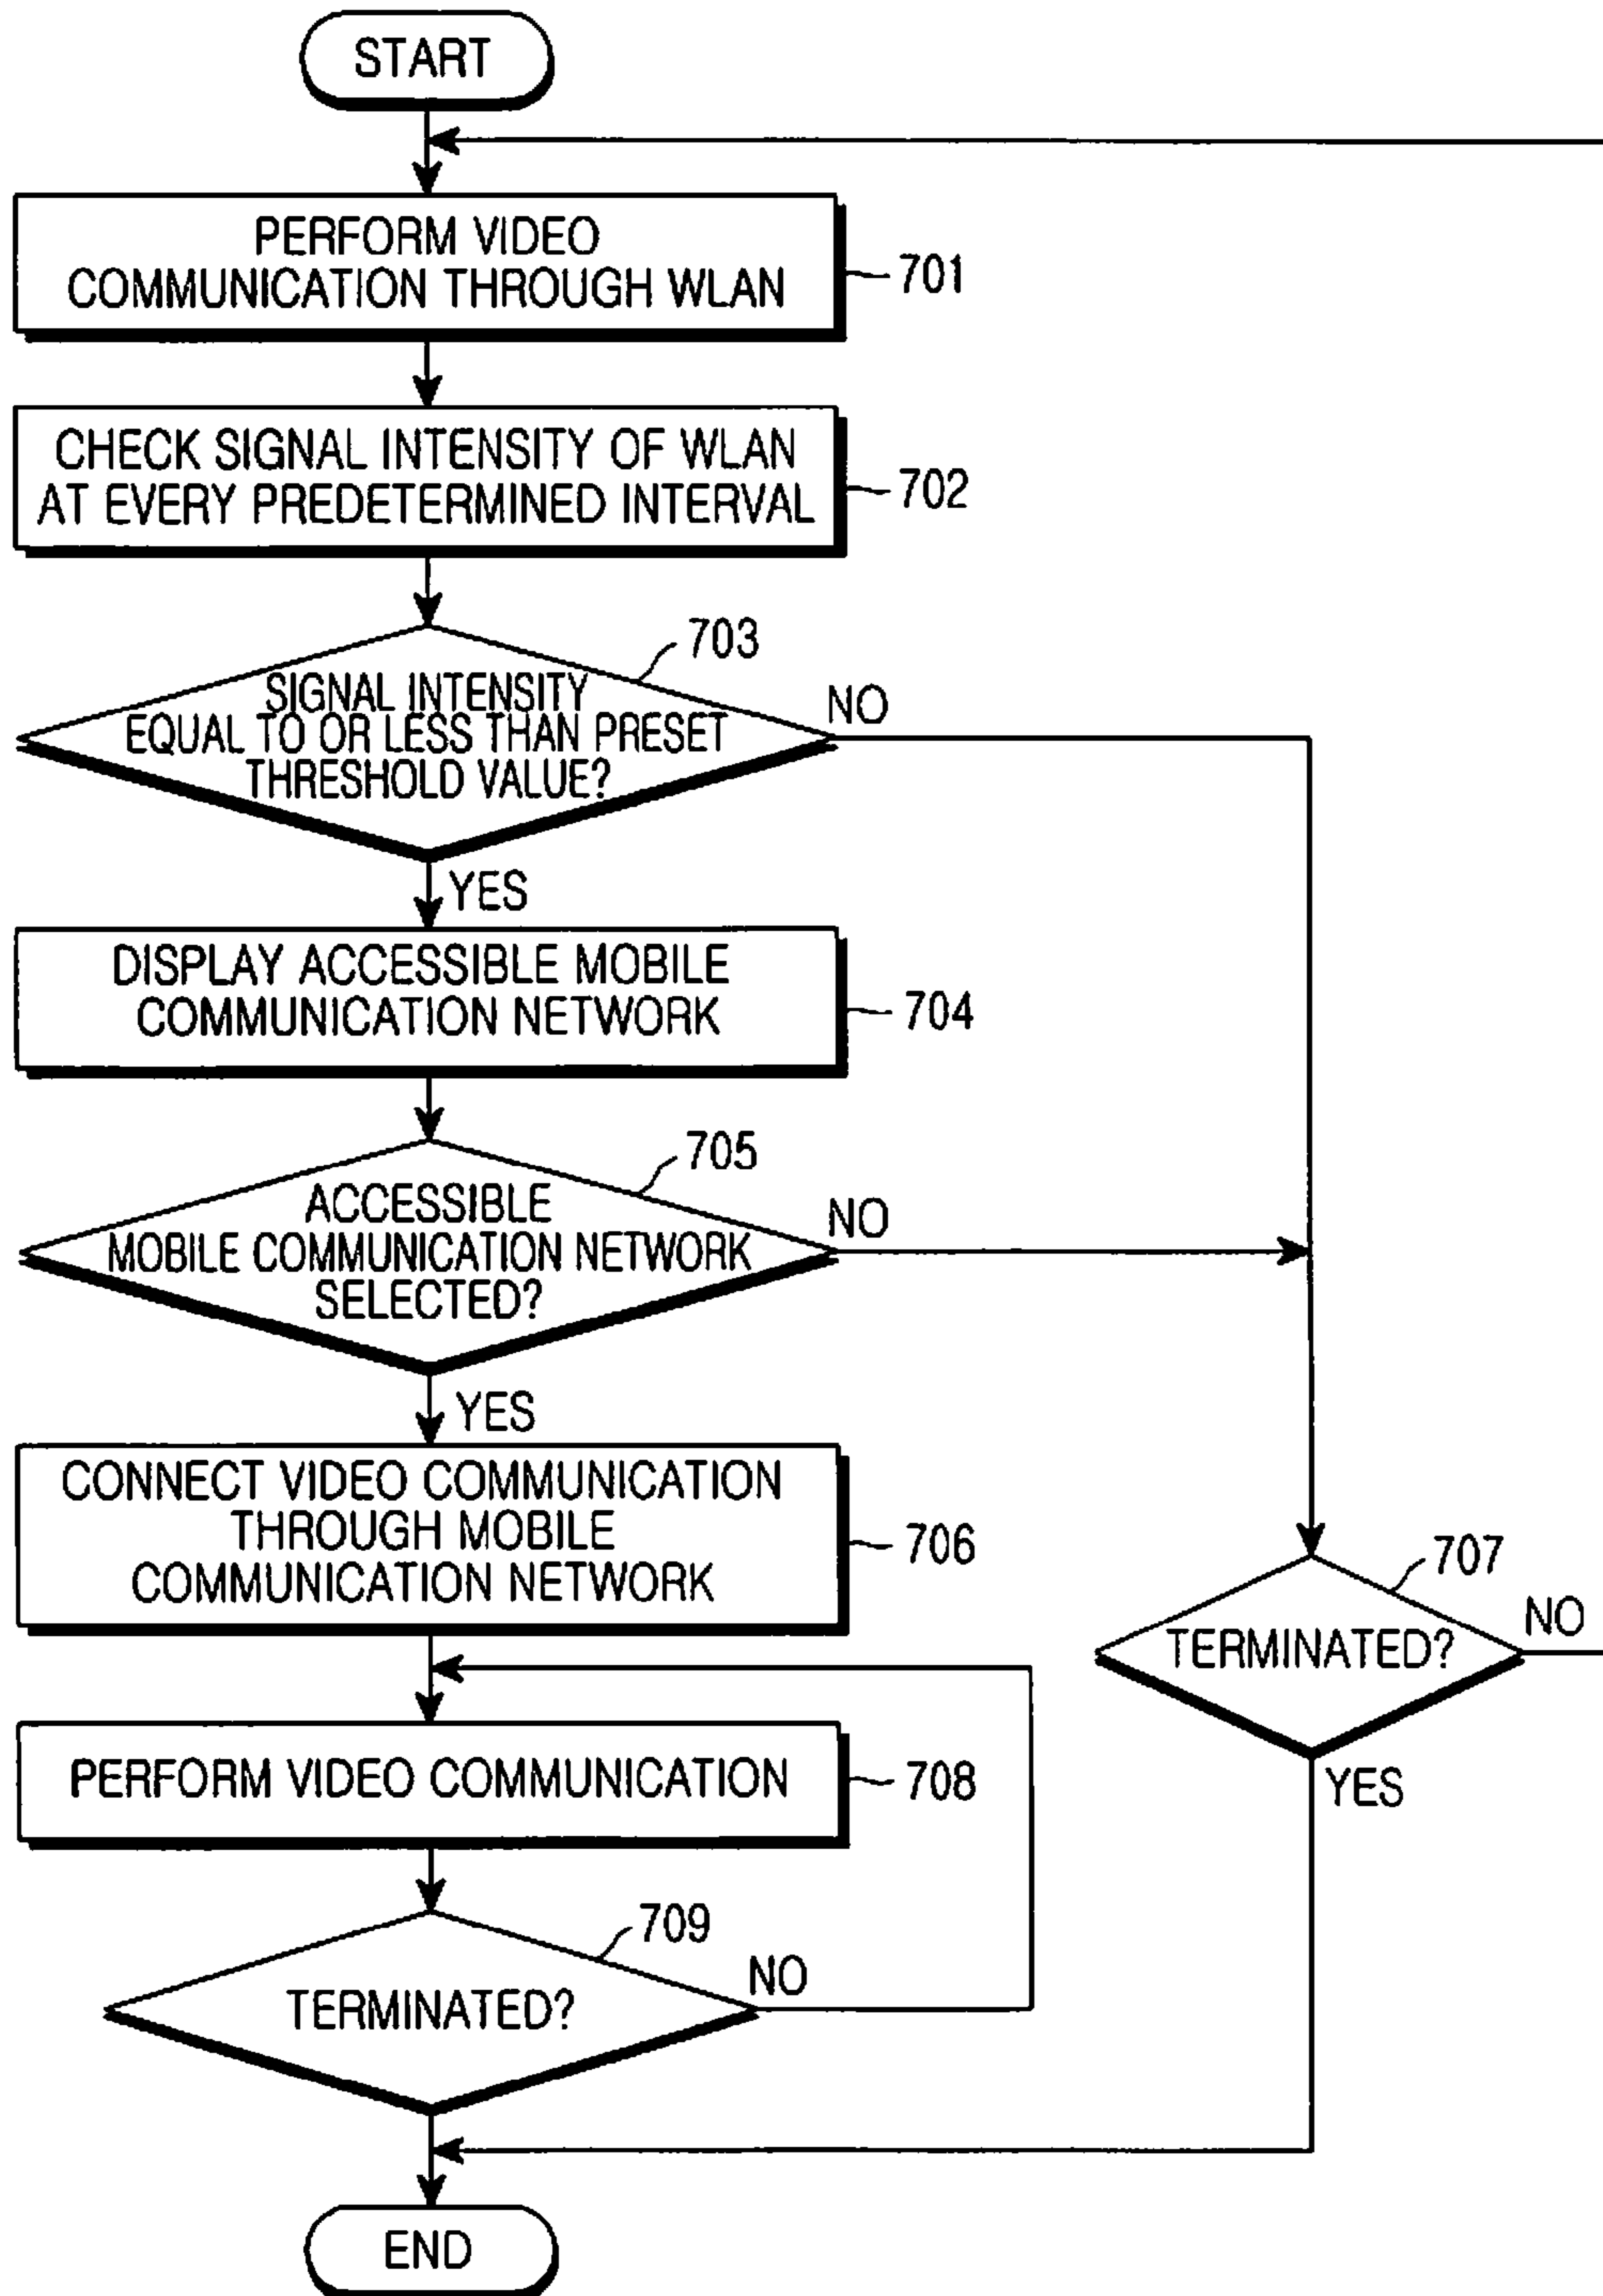 START
PERFORM VIDEO
COMMUNICATION THROUGH WLAN
701
CHECK SIGNAL INTENSITY OF WLAN
AT EVERY PREDETERMINED INTERVAL
702
703
SIGNAL INTENSITY
EQUAL TO OR LESS THAN PRESET
THRESHOLD VALUE?
NO
YES
DISPLAY ACCESSIBLE MOBILE
COMMUNICATION NETWORK
704
705
ACCESSIBLE
MOBILE COMMUNICATION NETWORK
SELECTED?
NO
YES
CONNECT VIDEO COMMUNICATION
THROUGH MOBILE
COMMUNICATION NETWORK
706
707
TERMINATED?
NO
YES
PERFORM VIDEO COMMUNICATION
708
709
TERMINATED?
NO
END